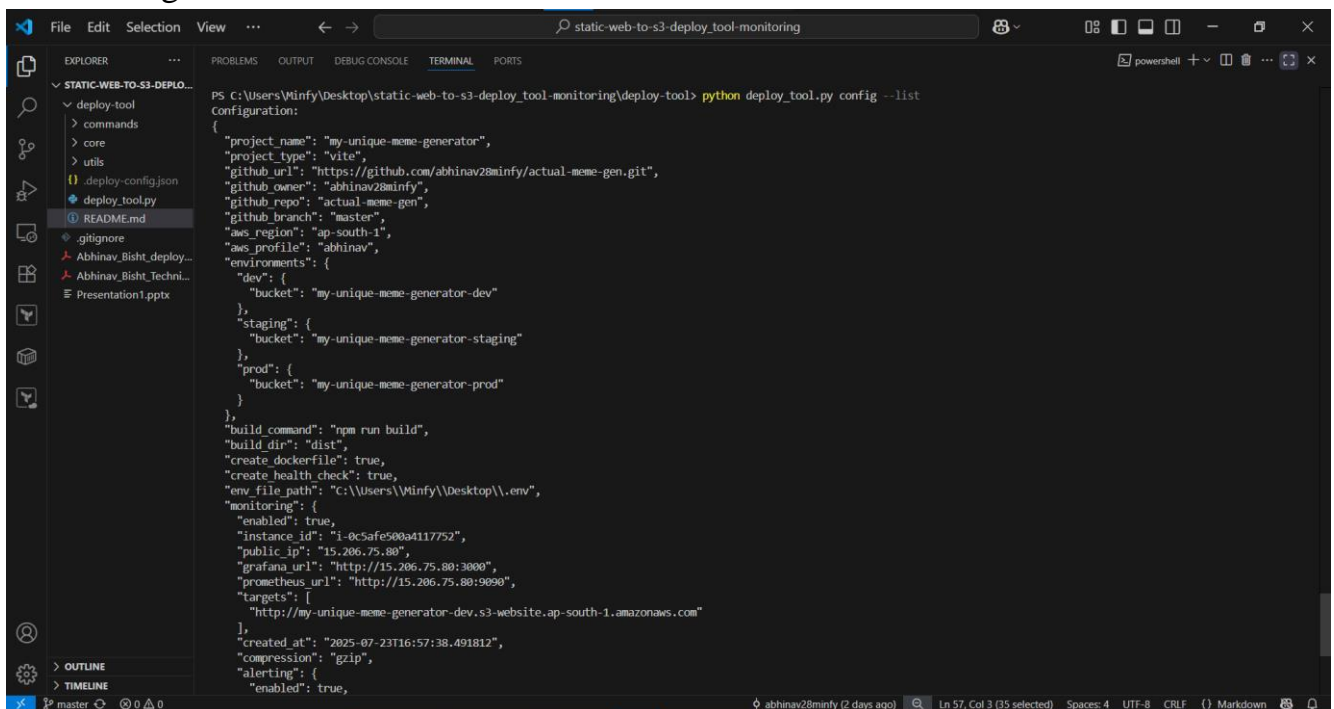 File Edit Selection View ··· static-web-to-s3-deploy_tool-monitoring
EXPLORER ···
STATIC-WEB-TO-S3-DEPLO...
deploy-tool
commands
core
utils
{} .deploy-config.json
deploy_tool.py
README.md
.gitignore
Abhinav_Bisht_deploy...
Abhinav_Bisht_Techni...
Presentation1.pptx
OUTLINE
TIMELINE
PROBLEMS OUTPUT DEBUG CONSOLE TERMINAL PORTS powershell
PS C:\Users\Minfy\Desktop\static-web-to-s3-deploy_tool-monitoring\deploy-tool> python deploy_tool.py config --list
Configuration:
{
"project_name": "my-unique-meme-generator",
"project_type": "vite",
"github_url": "https://github.com/abhinav28minfy/actual-meme-gen.git",
"github_owner": "abhinav28minfy",
"github_repo": "actual-meme-gen",
"github_branch": "master",
"aws_region": "ap-south-1",
"aws_profile": "abhinav",
"environments": {
"dev": {
"bucket": "my-unique-meme-generator-dev"
},
"staging": {
"bucket": "my-unique-meme-generator-staging"
},
"prod": {
"bucket": "my-unique-meme-generator-prod"
}
},
"build_command": "npm run build",
"build_dir": "dist",
"create_dockerfile": true,
"create_health_check": true,
"env_file_path": "C:\\Users\\Minfy\\Desktop\\.env",
"monitoring": {
"enabled": true,
"instance_id": "i-0c5afe500a4117752",
"public_ip": "15.206.75.80",
"grafana_url": "http://15.206.75.80:3000",
"prometheus_url": "http://15.206.75.80:9090",
"targets": [
"http://my-unique-meme-generator-dev.s3-website.ap-south-1.amazonaws.com"
],
"created_at": "2025-07-23T16:57:38.491812",
"compression": "gzip",
"alerting": {
"enabled": true,
master 0 0 abhinav28minfy (2 days ago) Ln 57, Col 3 (35 selected) Spaces: 4 UTF-8 CRLF {} Markdown